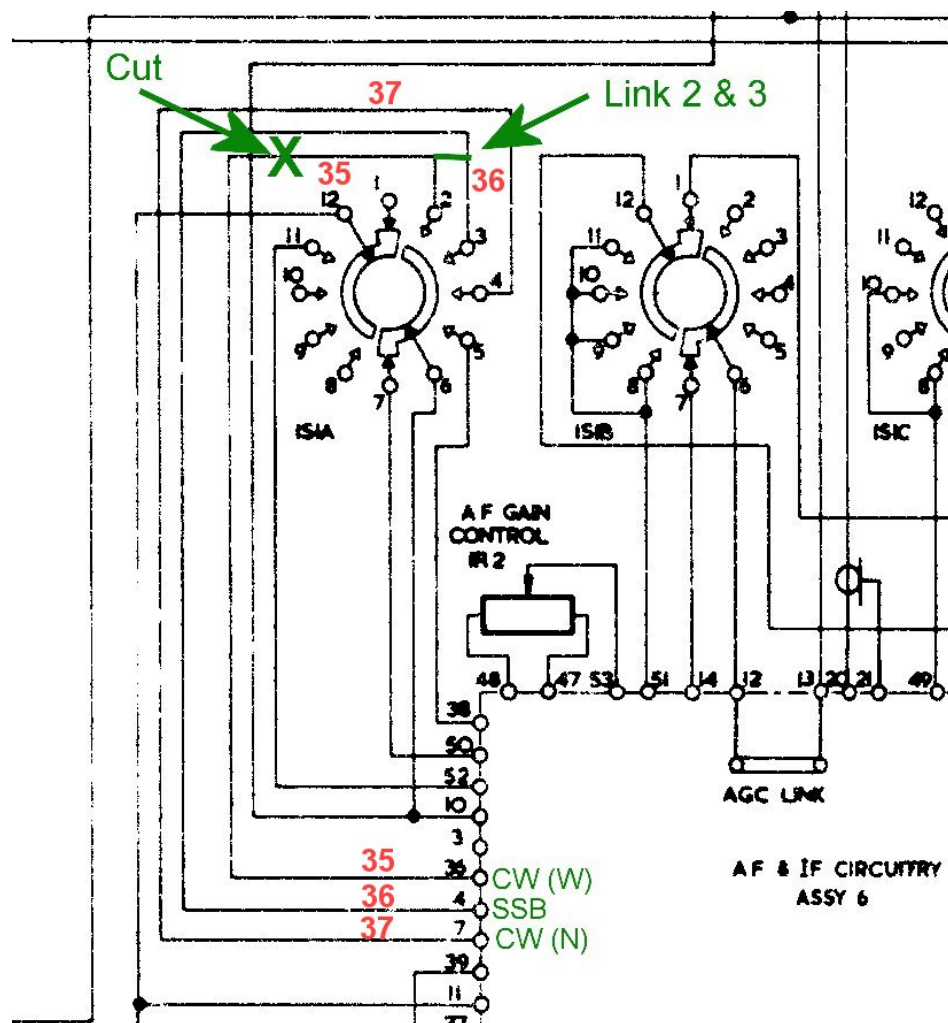 Cut
37
Link 2 & 3
35
36
1
12
2
11
3
10
4
9
5
8
6
7
1S1A
1
12
2
11
3
10
4
9
5
8
6
7
1S1B
12
11
10
9
8
1S1C
A F GAIN
CONTROL
IR 2
48 47 53 51 14 12 13 20 21 49
38
50
52
10
3
35
35 CW (W)
36 4 SSB
37 7 CW (N)
39
11
AGC LINK
A F & IF CIRCUITRY
ASSY 6